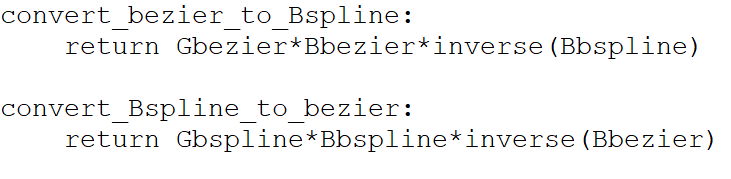 convert_bezier_to_Bspline:
    return Gbezier*Bbezier*inverse(Bbspline)

convert_Bspline_to_bezier:
    return Gbspline*Bbspline*inverse(Bbezier)